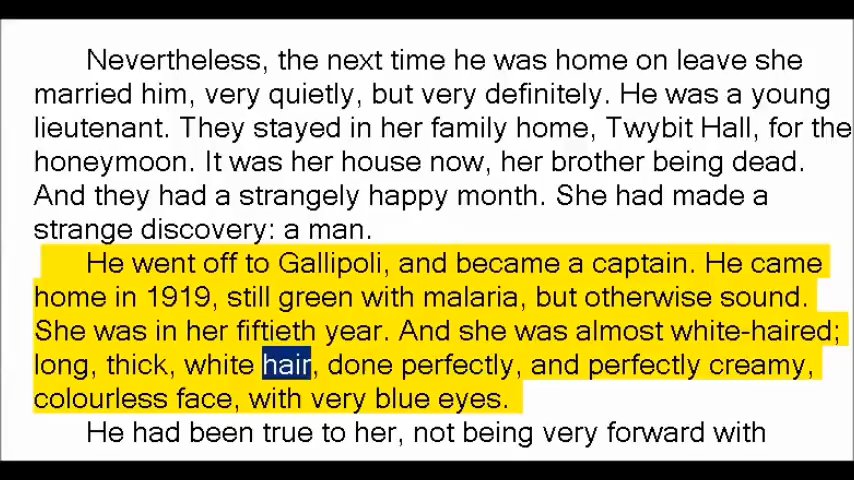 Nevertheless, the next time he was home on leave she
married him, very quietly, but very definitely. He was a young
lieutenant. They stayed in her family home, Twybit Hall, for the
honeymoon. It was her house now, her brother being dead.
And they had a strangely happy month. She had made a
strange discovery: a man.
He went off to Gallipoli, and became a captain. He came
home in 1919, still green with malaria, but otherwise sound.
She was in her fiftieth year. And she was almost white-haired;
long, thick, white hair, done perfectly, and perfectly creamy,
colourless face, with very blue eyes.
He had been true to her, not being very forward with